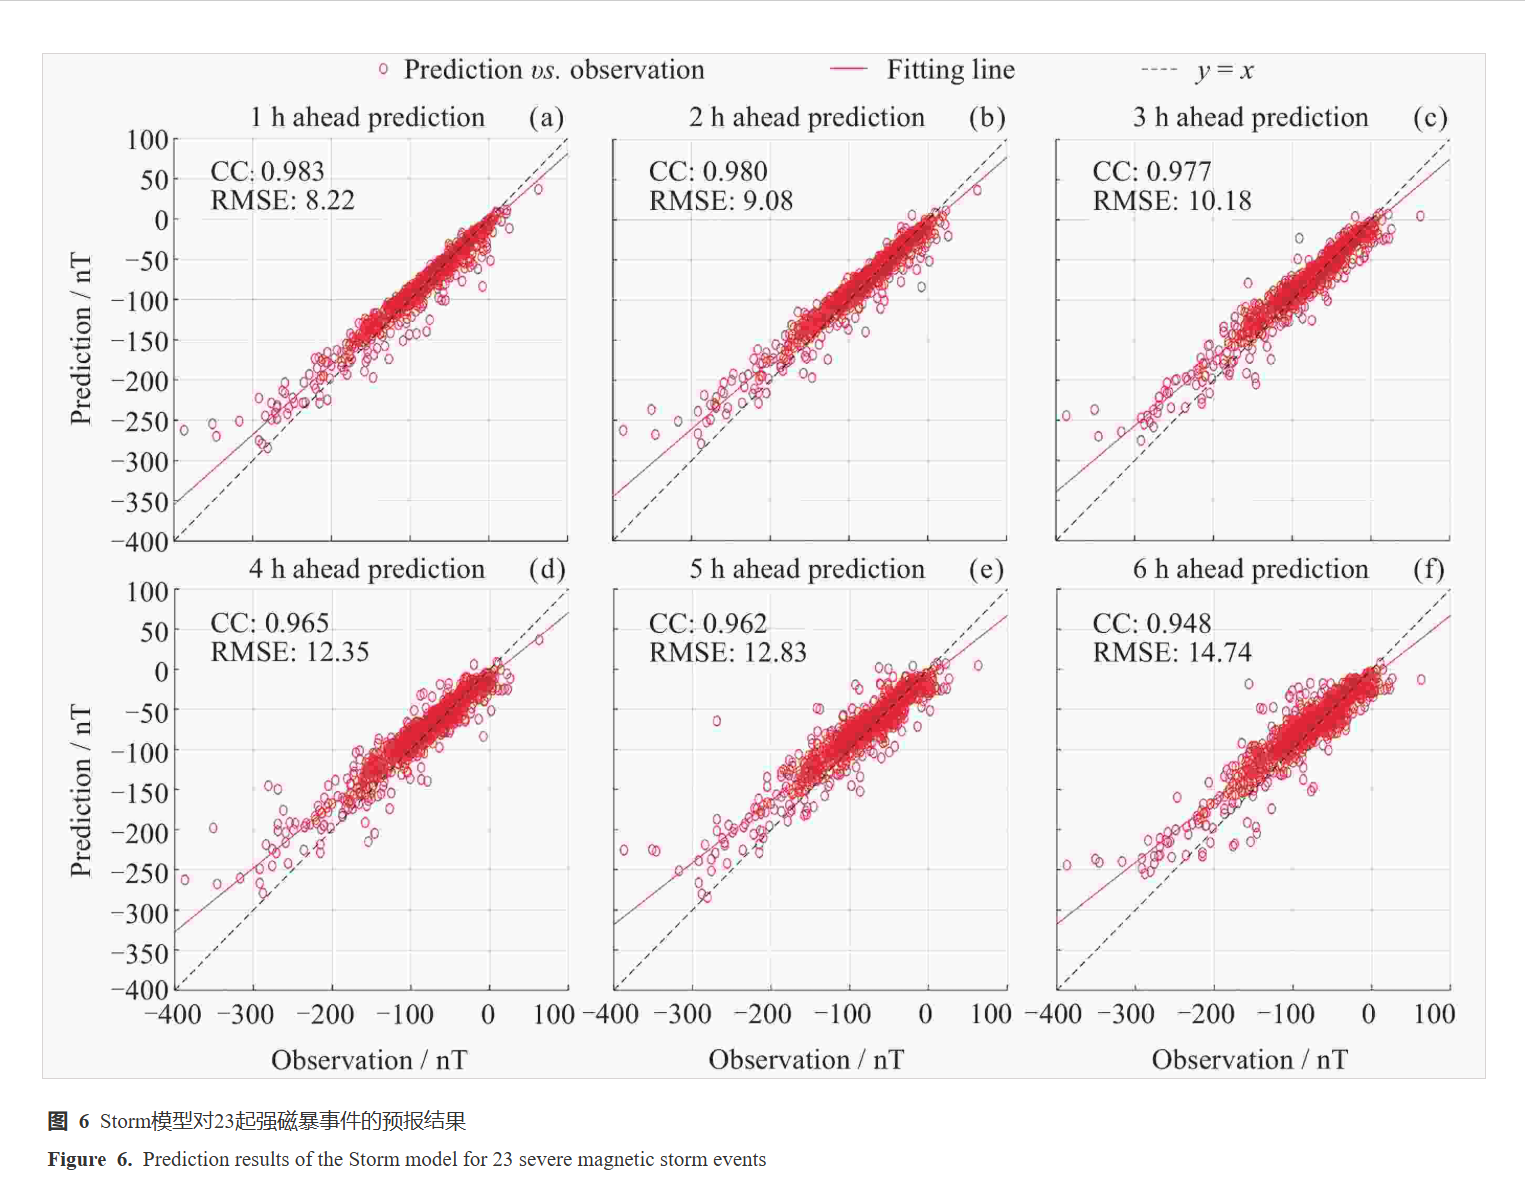 Prediction vs. observation Fitting line y = x
1 h ahead prediction (a) 2 h ahead prediction (b) 3 h ahead prediction (c)
100
50
0
−50
−100
−150
−200
−250
−300
−350
−400
Prediction / nT
CC: 0.983
RMSE: 8.22
CC: 0.980
RMSE: 9.08
CC: 0.977
RMSE: 10.18
4 h ahead prediction (d) 5 h ahead prediction (e) 6 h ahead prediction (f)
100
50
0
−50
−100
−150
−200
−250
−300
−350
−400
Prediction / nT
CC: 0.965
RMSE: 12.35
CC: 0.962
RMSE: 12.83
CC: 0.948
RMSE: 14.74
−400 −300 −200 −100 0 100 −400 −300 −200 −100 0 100 −400 −300 −200 −100 0 100
Observation / nT Observation / nT Observation / nT
图 6 Storm模型对23起强磁暴事件的预报结果
Figure 6. Prediction results of the Storm model for 23 severe magnetic storm events